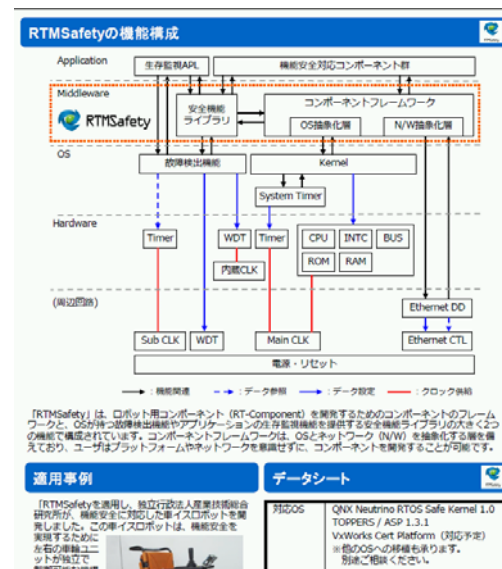 RTMSafetyの機能構成
Application
生存監視APL
機能安全対応コンポーネント群
Middleware
RTMSafety
安全機能
ライブラリ
コンポーネントフレームワーク
OS抽象化層
N/W抽象化層
OS
故障検出機能
Kernel
System Timer
Hardware
Timer
WDT
Timer
CPU
INTC
BUS
内蔵CLK
ROM
RAM
(周辺回路)
Ethernet DD
Sub CLK
WDT
Main CLK
Ethernet CTL
電源・リセット
:機能関連
:データ参照
:データ設定
:クロック供給
「RTMSafety」は、ロボット用コンポーネント（RT-Component）を開発するためのコンポーネントのフレーム
ワークと、OSが持つ故障検出機能やアプリケーションの生存監視機能を提供する安全機能ライブラリの大きく2つ
の機能で構成されています。コンポーネントフレームワークは、OSとネットワーク（N/W）を抽象化する層を備
えており、ユーザはプラットフォームやネットワークを意識せずに、コンポーネントを開発することが可能です。
適用事例
「RTMSafetyを適用し、独立行政法人産業技術総合
研究所が、機能安全に対応した車イスロボットを開
発しました。この車イスロボットは、機能安全を
実現するために
左右の車輪ユニ
ットが独立で
データシート
対応OS
QNX Neutrino RTOS Safe Kernel 1.0
TOPPERS / ASP 1.3.1
VxWorks Cert Platform（対応予定）
※他のOSへの移植も承ります。
別途ご相談ください。